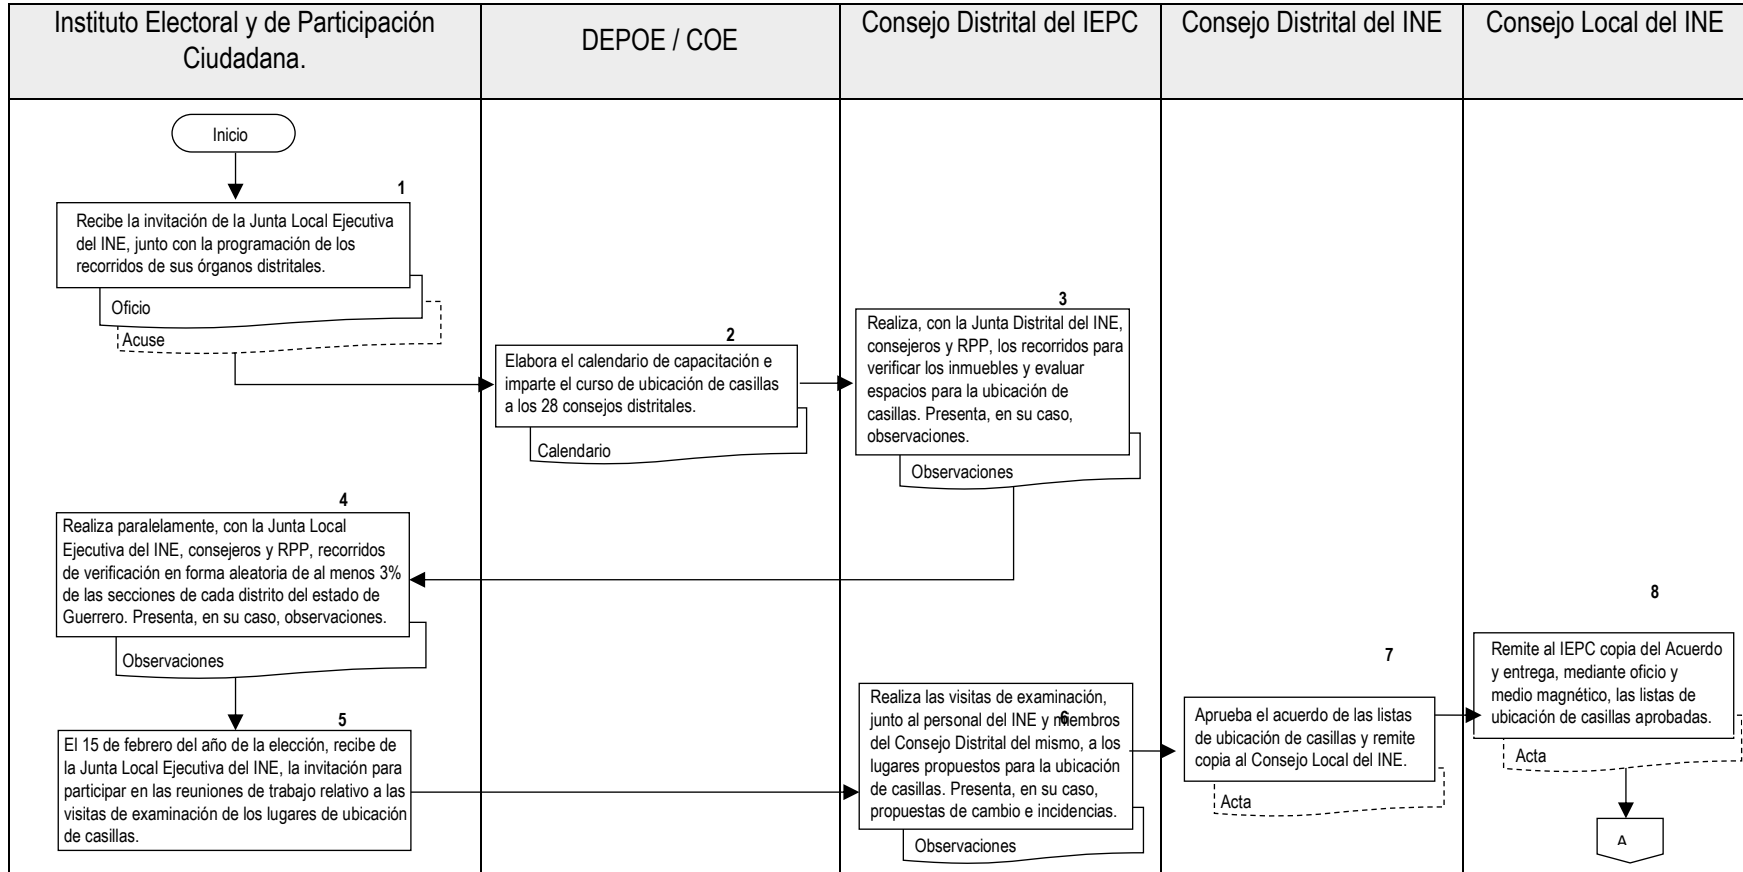 Instituto Electoral y de Participación
Ciudadana.
DEPOE / COE
Consejo Distrital del IEPC
Consejo Distrital del INE
Consejo Local del INE
Inicio
1
Recibe la invitación de la Junta Local Ejecutiva
del INE, junto con la programación de los
recorridos de sus órganos distritales.
Oficio
Acuse
2
Elabora el calendario de capacitación e
imparte el curso de ubicación de casillas
a los 28 consejos distritales.
Calendario
3
Realiza, con la Junta Distrital del INE,
consejeros y RPP, los recorridos para
verificar los inmuebles y evaluar
espacios para la ubicación de
casillas. Presenta, en su caso,
observaciones.
Observaciones
4
Realiza paralelamente, con la Junta Local
Ejecutiva del INE, consejeros y RPP, recorridos
de verificación en forma aleatoria de al menos 3%
de las secciones de cada distrito del estado de
Guerrero. Presenta, en su caso, observaciones.
Observaciones
5
El 15 de febrero del año de la elección, recibe de
la Junta Local Ejecutiva del INE, la invitación para
participar en las reuniones de trabajo relativo a las
visitas de examinación de los lugares de ubicación
de casillas.
6
Realiza las visitas de examinación,
junto al personal del INE y miembros
del Consejo Distrital del mismo, a los
lugares propuestos para la ubicación
de casillas. Presenta, en su caso,
propuestas de cambio e incidencias.
Observaciones
7
Aprueba el acuerdo de las listas
de ubicación de casillas y remite
copia al Consejo Local del INE.
Acta
8
Remite al IEPC copia del Acuerdo
y entrega, mediante oficio y
medio magnético, las listas de
ubicación de casillas aprobadas.
Acta
A